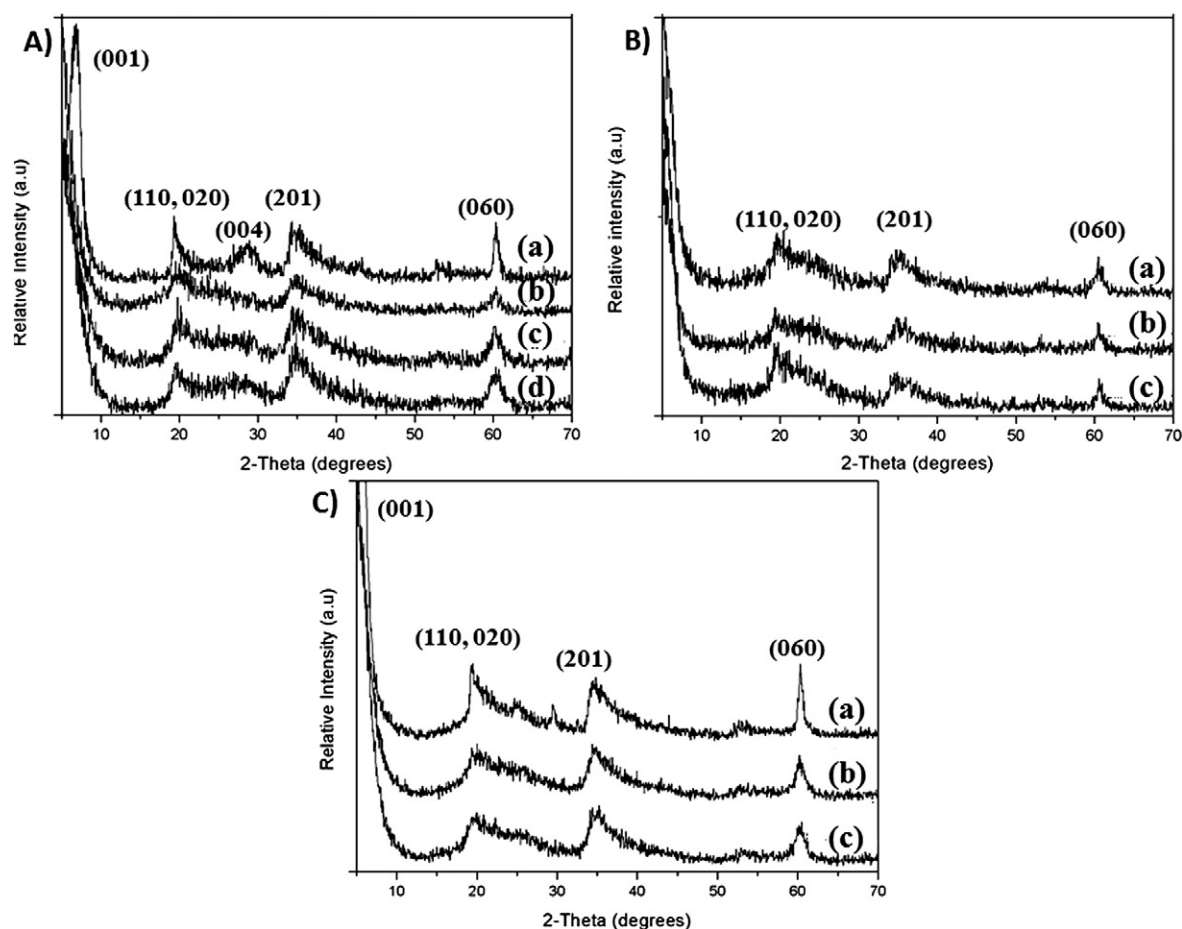 A)
(001)
(110, 020)
(004)
(201)
(060)
(a)
(b)
(c)
(d)
Relative Intensity (a.u)
10 20 30 40 50 60 70
2-Theta (degrees)
B)
(110, 020)
(201)
(060)
(a)
(b)
(c)
Relative intensity (a.u)
10 20 30 40 50 60 70
2-Theta (degrees)
C)
(001)
(110, 020)
(201)
(060)
(a)
(b)
(c)
Relative Intensity (a.u)
10 20 30 40 50 60 70
2-Theta (degrees)